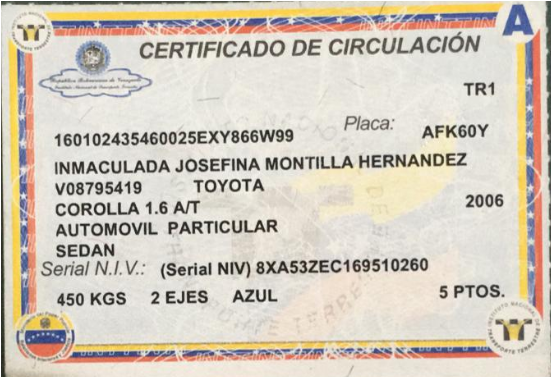 A
CERTIFICADO DE CIRCULACIÓN
República Bolivariana de Venezuela
Instituto Nacional de Transporte Terrestre
TR1
160102435460025EXY866W99 Placa: AFK60Y
INMACULADA JOSEFINA MONTILLA HERNANDEZ
V08795419 TOYOTA
COROLLA 1.6 A/T 2006
AUTOMOVIL PARTICULAR
SEDAN
Serial N.I.V.: (Serial NIV) 8XA53ZEC169510260
450 KGS 2 EJES AZUL 5 PTOS.